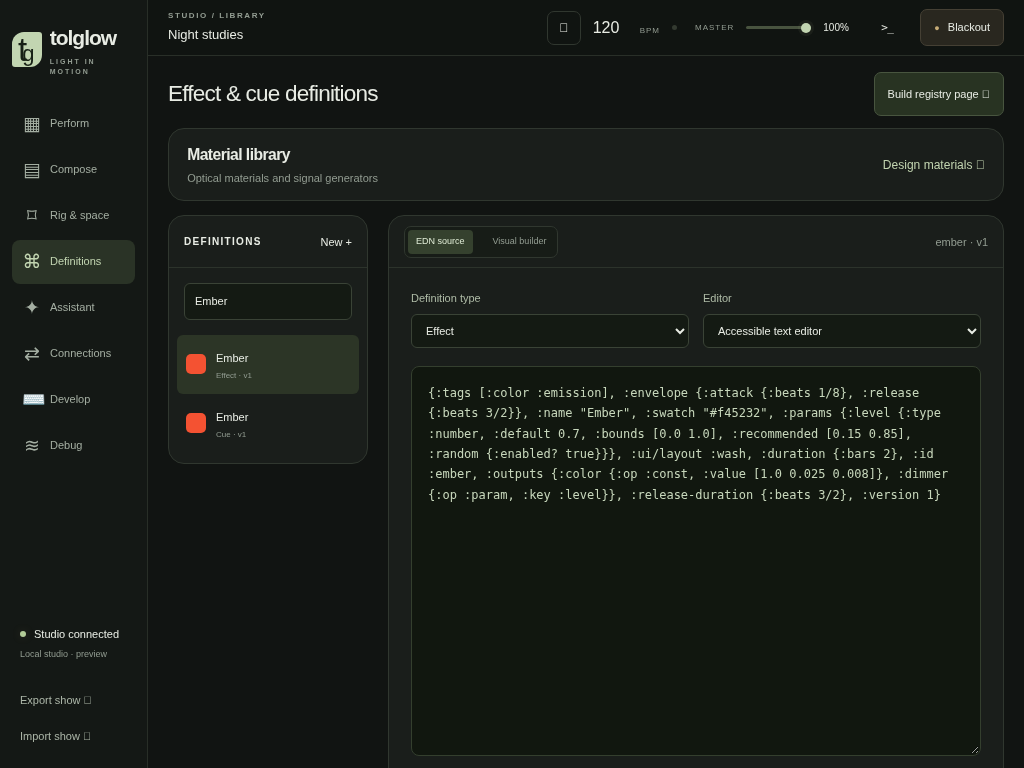 tg
tolglow
LIGHT IN
MOTION
Perform
Compose
Rig & space
Definitions
Assistant
Connections
Develop
Debug
Studio connected
Local studio · preview
Export show
Import show
STUDIO / LIBRARY
Night studies
120 BPM
MASTER 100%
>_
Blackout
Effect & cue definitions
Build registry page
Material library
Optical materials and signal generators
Design materials
DEFINITIONS
New +
Ember
Ember
Effect · v1
Ember
Cue · v1
EDN source
Visual builder
ember · v1
Definition type
Editor
Effect
Accessible text editor
{:tags [:color :emission], :envelope {:attack {:beats 1/8}, :release
{:beats 3/2}}, :name "Ember", :swatch "#f45232", :params {:level {:type
:number, :default 0.7, :bounds [0.0 1.0], :recommended [0.15 0.85],
:random {:enabled? true}}}, :ui/layout :wash, :duration {:bars 2}, :id
:ember, :outputs {:color {:op :const, :value [1.0 0.025 0.008]}, :dimmer
{:op :param, :key :level}}, :release-duration {:beats 3/2}, :version 1}